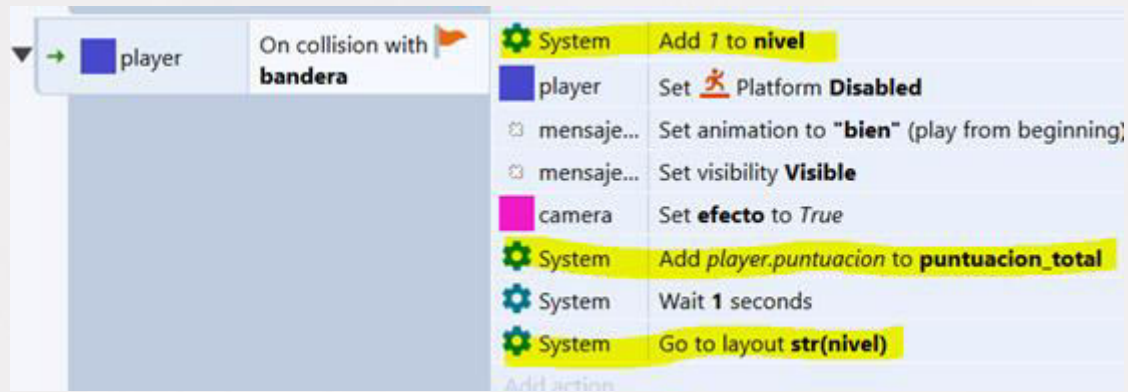 player On collision with bandera
System Add 1 to nivel
player Set Platform Disabled
mensaje... Set animation to "bien" (play from beginning)
mensaje... Set visibility Visible
camera Set efecto to True
System Add player.puntuacion to puntuacion_total
System Wait 1 seconds
System Go to layout str(nivel)
Add action